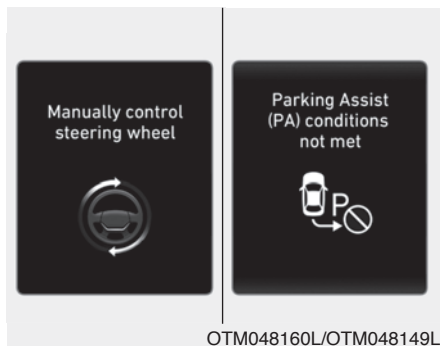 Manually control
steering wheel
Parking Assist
(PA) conditions
not met
P
OTM048160L/OTM048149L